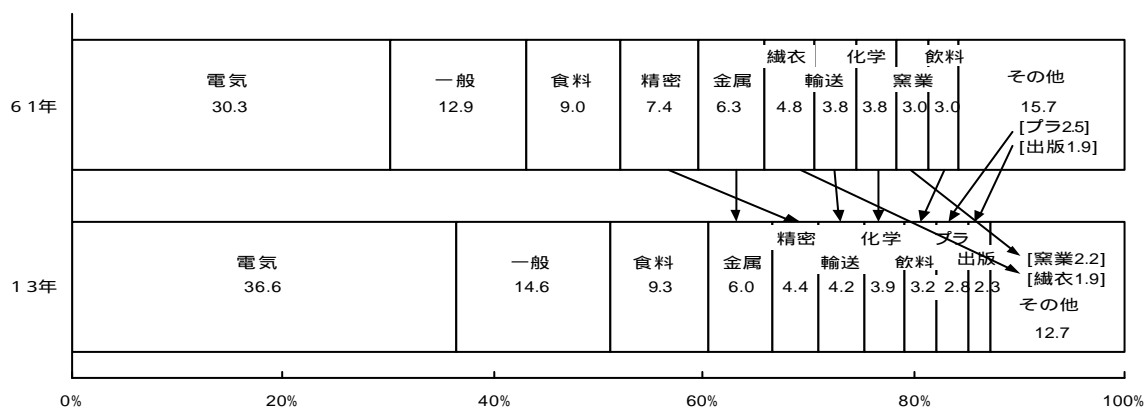 繊衣 化学 飲料
電気 一般 食料 精密 金属 輸送 窯業 その他
61年 30.3 12.9 9.0 7.4 6.3 4.8 3.8 3.8 3.0 3.0 15.7
[プラ2.5]
[出版1.9]
精密 化学 プラ
電気 一般 食料 金属 輸送 飲料 出版 [窯業2.2]
13年 36.6 14.6 9.3 6.0 4.4 4.2 3.9 3.2 2.8 2.3 [繊衣1.9]
その他
12.7
0% 20% 40% 60% 80% 100%